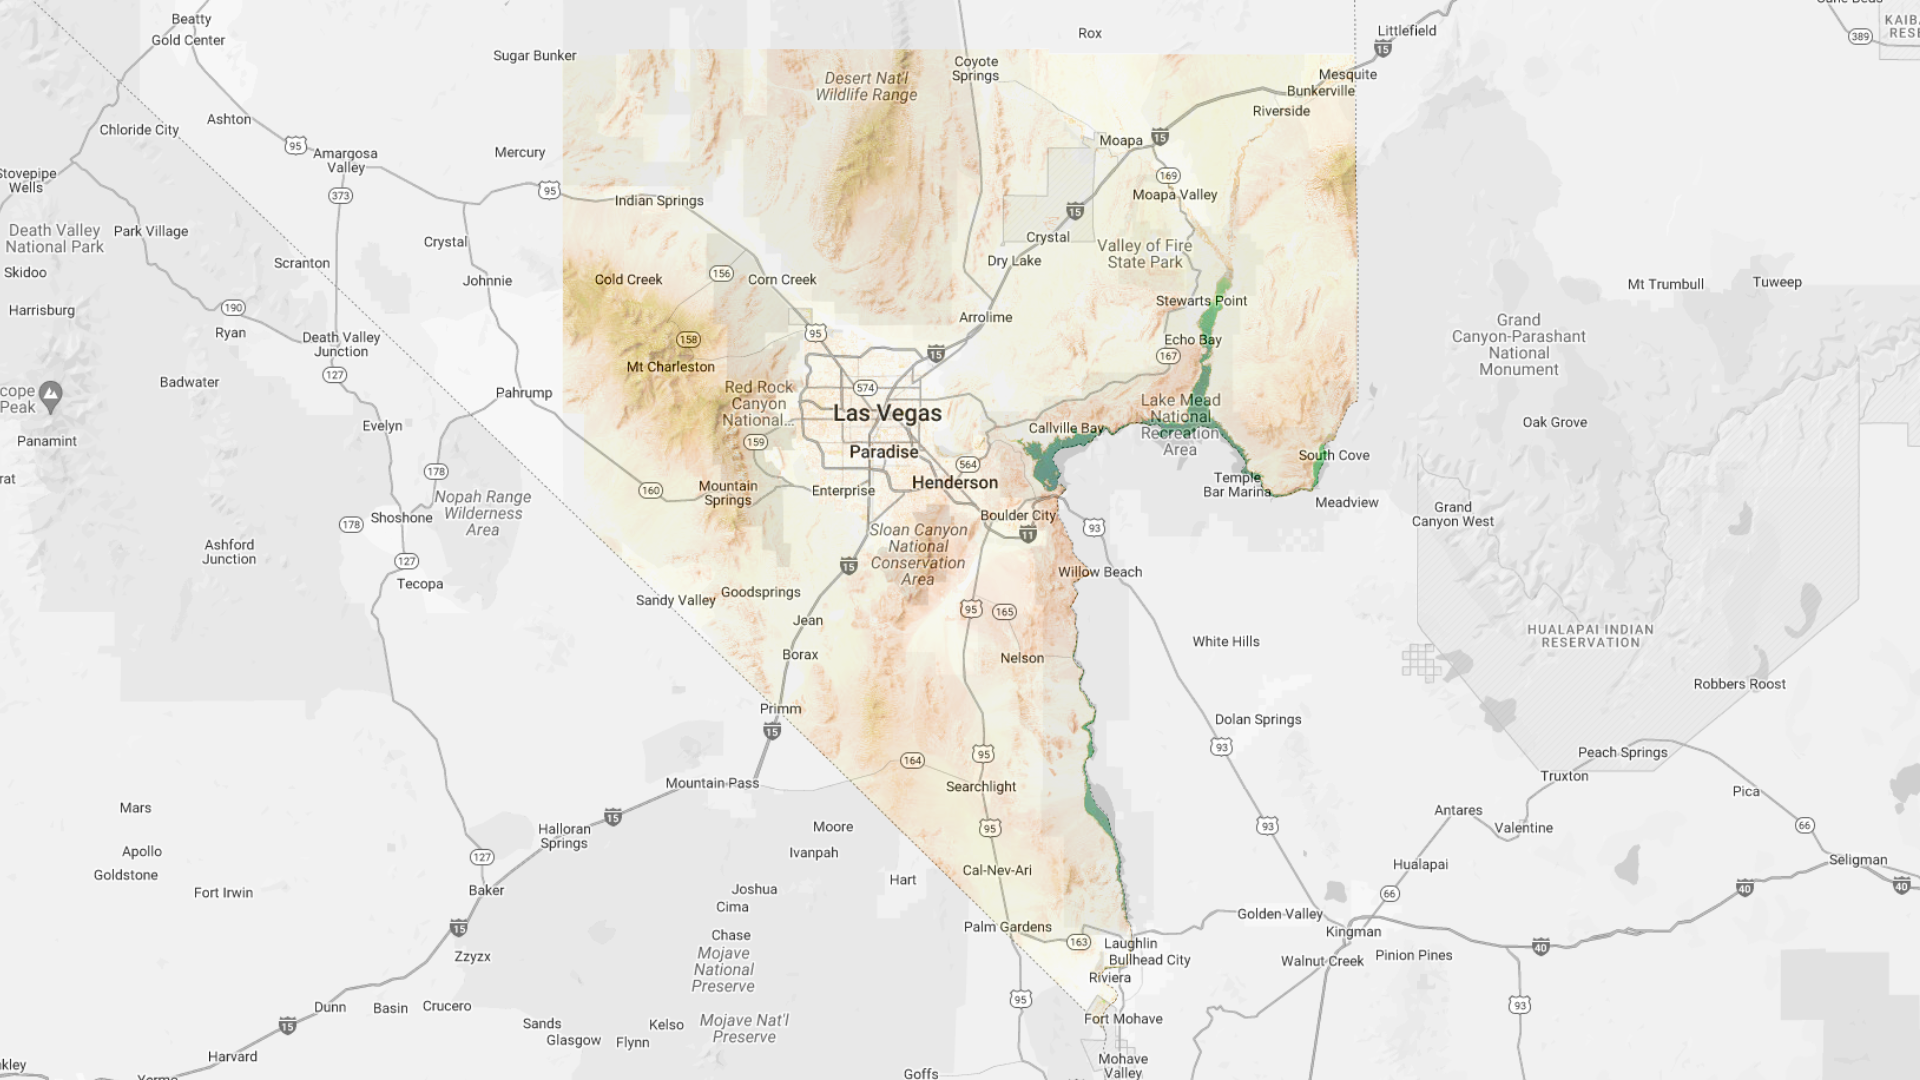 Beatty
Gold Center
Sugar Bunker
Rox
Littlefield
15
389
KAIB
RESE
Coyote
Springs
Desert Nat'l
Wildlife Range
Mesquite
Bunkerville
Riverside
Chloride City
Ashton
95
Amargosa
Valley
Mercury
Moapa
15
Stovepipe
Wells
373
95
169
Indian Springs
Moapa Valley
15
Death Valley
National Park
Park Village
Crystal
Crystal
Valley of Fire
State Park
Skidoo
Scranton
Johnnie
Cold Creek
156
Corn Creek
Dry Lake
Mt Trumbull
Tuweep
Harrisburg
190
Ryan
Stewarts Point
Arrolime
Death Valley
Junction
158
95
15
Echo Bay
167
Grand
Canyon-Parashant
National
Monument
127
Badwater
Mt Charleston
cope
Peak
Pahrump
Red Rock
Canyon
National...
574
Las Vegas
Lake Mead
National
Recreation
Area
Callville Bay
Oak Grove
Panamint
Evelyn
159
Paradise
564
Henderson
South Cove
rat
178
Nopah Range
Wilderness
Area
160
Mountain
Springs
Enterprise
Temple
Bar Marina
Meadview
Grand
Canyon West
178
Shoshone
Boulder City
11
93
Sloan Canyon
National
Conservation
Area
Ashford
Junction
127
Tecopa
15
Willow Beach
Sandy Valley
Goodsprings
95
165
Jean
White Hills
HUALAPAI INDIAN
RESERVATION
Borax
Nelson
Robbers Roost
Primm
15
Dolan Springs
93
164
95
Peach Springs
Mountain Pass
Searchlight
Truxton
Pica
Mars
15
Halloran
Springs
Moore
95
93
Antares
Valentine
66
Apollo
Goldstone
127
Ivanpah
Cal-Nev-Ari
Hualapai
Seligman
40
40
Fort Irwin
Baker
Joshua
Cima
Hart
66
15
Palm Gardens
Golden Valley
Kingman
Chase
Mojave
National
Preserve
163
Laughlin
Bullhead City
40
Zzyzx
Walnut Creek
Pinion Pines
Riviera
95
93
Dunn
Basin
Crucero
15
Sands
Glasgow
Flynn
Kelso
Mojave Nat'l
Preserve
Fort Mohave
Harvard
Mohave
Valley
kley
Goffs